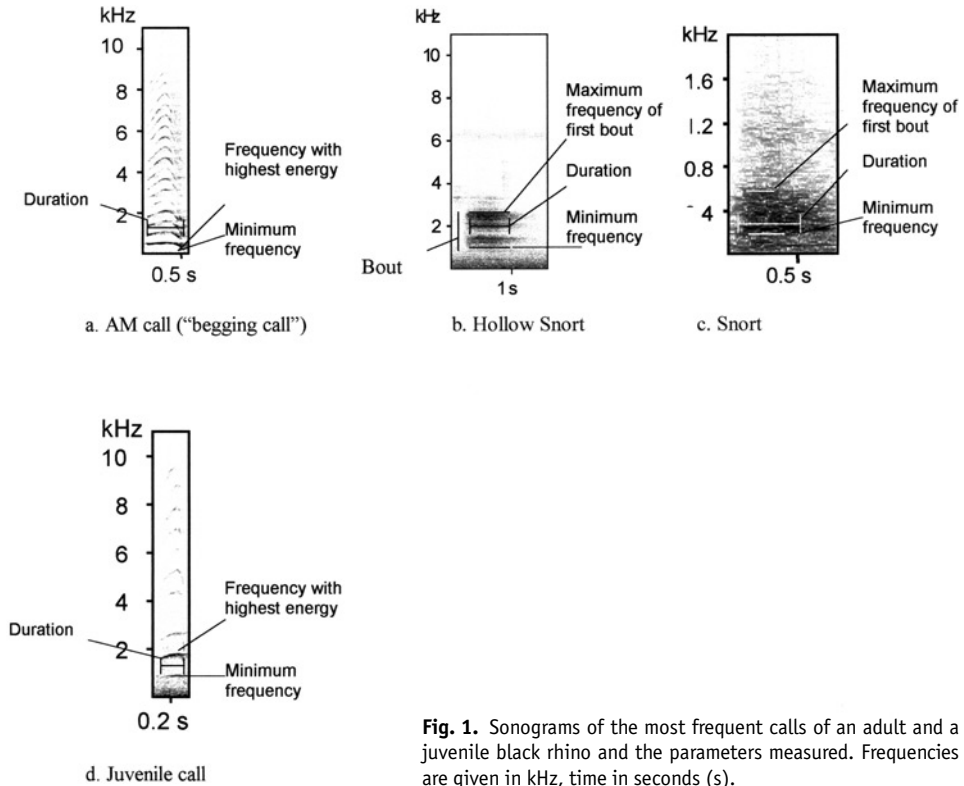 kHz
10
8
6
4
2
Duration
Frequency with
highest energy
Minimum
frequency
0.5 s
a. AM call ("begging call")
kHz
10
8
6
4
2
Maximum
frequency of
first bout
Duration
Minimum
frequency
Bout
1s
b. Hollow Snort
kHz
1.6
1.2
0.8
4
Maximum
frequency of
first bout
Duration
Minimum
frequency
0.5 s
c. Snort
kHz
10
8
6
4
2
Duration
Frequency with
highest energy
Minimum
frequency
0.2 s
d. Juvenile call
Fig. 1. Sonograms of the most frequent calls of an adult and a
juvenile black rhino and the parameters measured. Frequencies
are given in kHz, time in seconds (s).